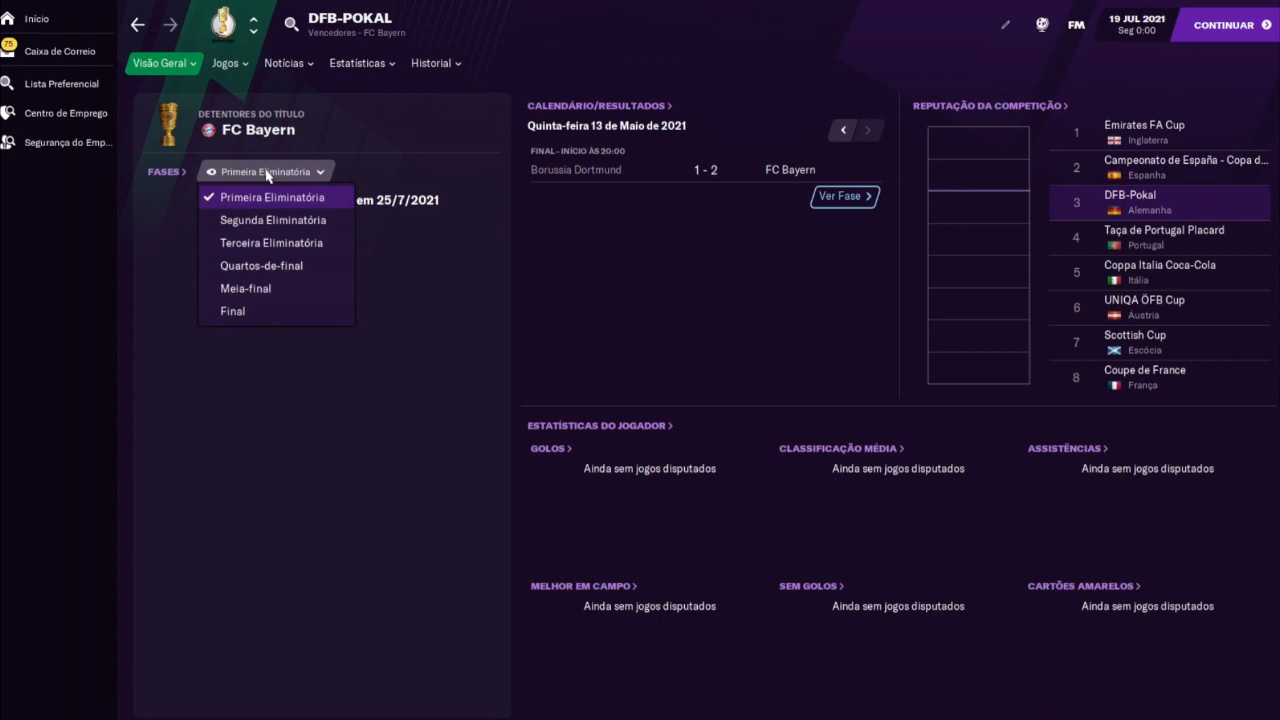 Início
75
Caixa de Correio
Lista Preferencial
Centro de Emprego
Segurança do Emp...
DFB-POKAL
Vencedores - FC Bayern
FM
19 JUL 2021
Seg 0:00
CONTINUAR
Visão Geral
Jogos
Notícias
Estatísticas
Historial
DETENTORES DO TÍTULO
FC Bayern
FASES
Primeira Eliminatória
em 25/7/2021
Primeira Eliminatória
Segunda Eliminatória
Terceira Eliminatória
Quartos-de-final
Meia-final
Final
CALENDÁRIO/RESULTADOS
Quinta-feira 13 de Maio de 2021
FINAL - INÍCIO ÀS 20:00
Borussia Dortmund 1 - 2 FC Bayern
Ver Fase
REPUTAÇÃO DA COMPETIÇÃO
1 Emirates FA Cup
Inglaterra
2 Campeonato de España - Copa d...
Espanha
3 DFB-Pokal
Alemanha
4 Taça de Portugal Placard
Portugal
5 Coppa Italia Coca-Cola
Itália
6 UNIQA ÖFB Cup
Áustria
7 Scottish Cup
Escócia
8 Coupe de France
França
ESTATÍSTICAS DO JOGADOR
GOLOS
Ainda sem jogos disputados
CLASSIFICAÇÃO MÉDIA
Ainda sem jogos disputados
ASSISTÊNCIAS
Ainda sem jogos disputados
MELHOR EM CAMPO
Ainda sem jogos disputados
SEM GOLOS
Ainda sem jogos disputados
CARTÕES AMARELOS
Ainda sem jogos disputados